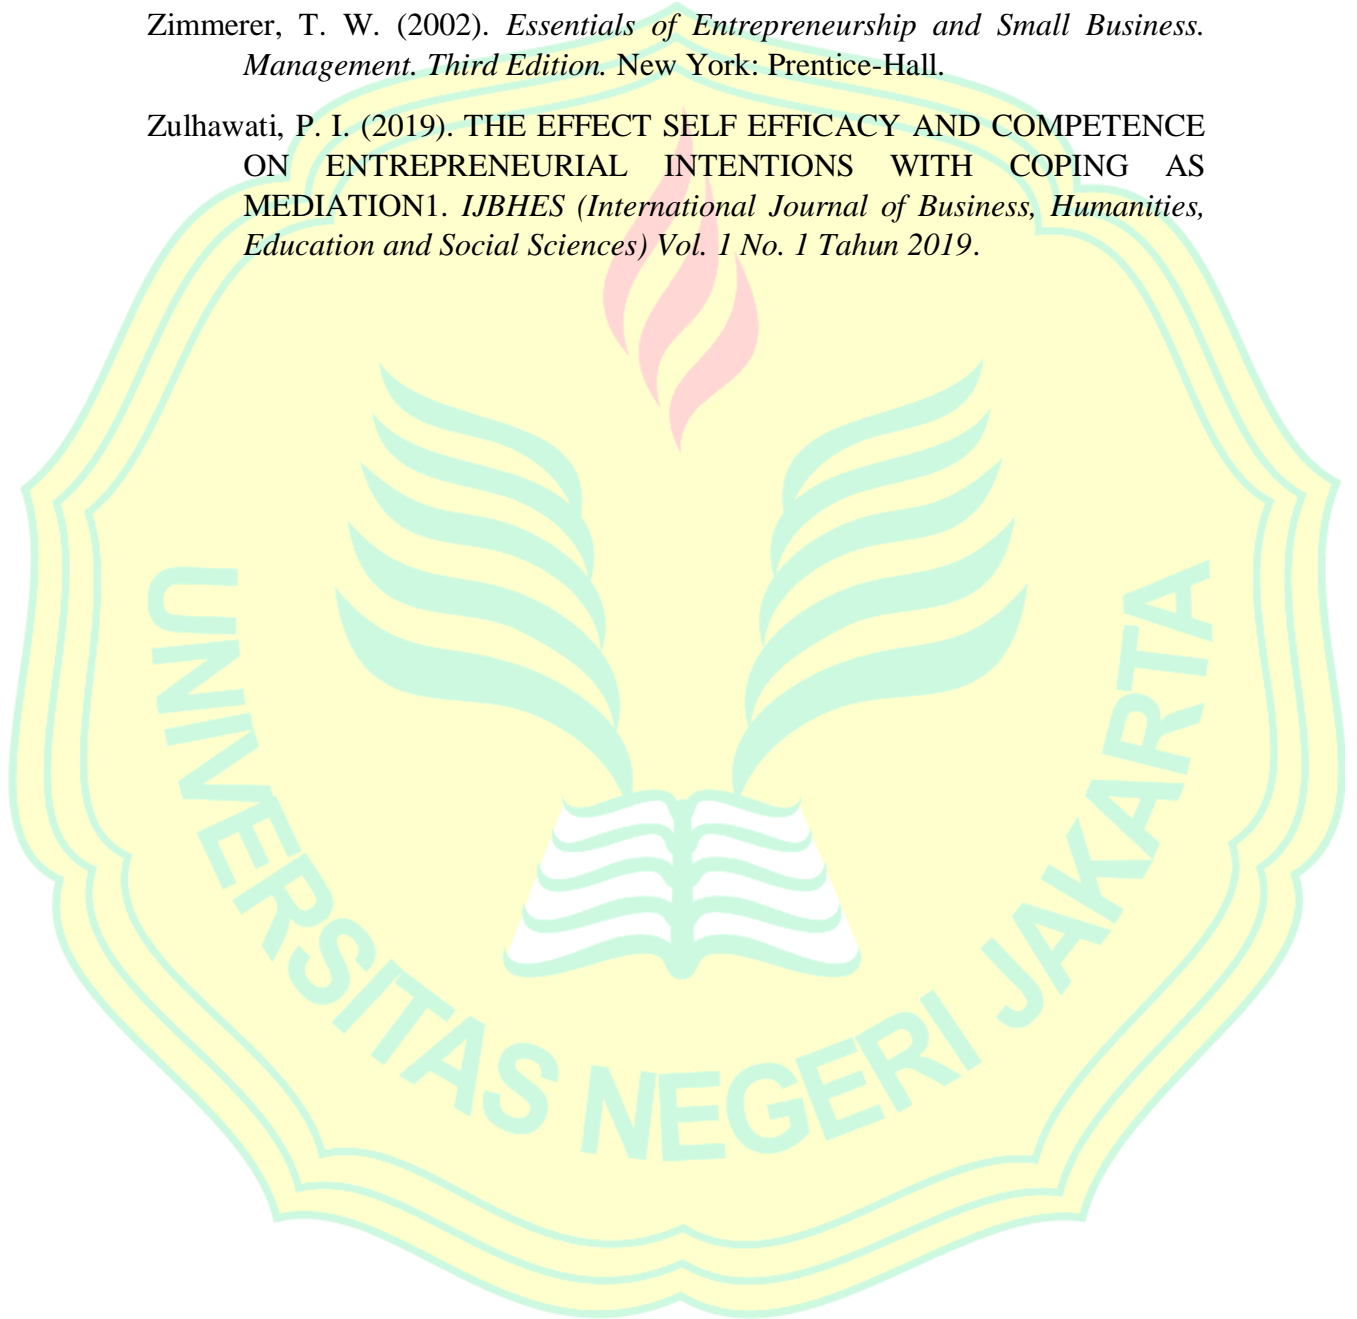 Zimmerer, T. W. (2002). Essentials of Entrepreneurship and Small Business.
Management. Third Edition. New York: Prentice-Hall.
Zulhawati, P. I. (2019). THE EFFECT SELF EFFICACY AND COMPETENCE
ON ENTREPRENEURIAL INTENTIONS WITH COPING AS
MEDIATION1. IJBHES (International Journal of Business, Humanities,
Education and Social Sciences) Vol. 1 No. 1 Tahun 2019.
UNIVERSITAS NEGERI JAKARTA